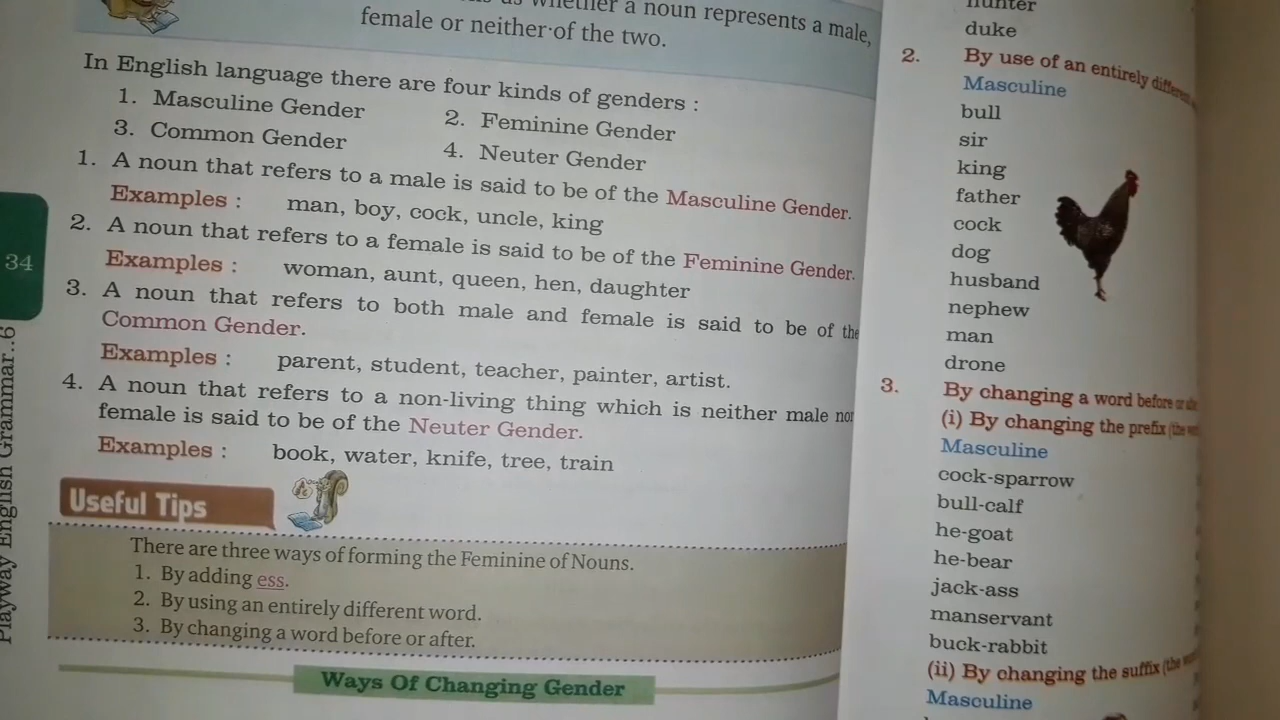 whether a noun represents a male,
female or neither of the two.
In English language there are four kinds of genders :
1. Masculine Gender 2. Feminine Gender
3. Common Gender 4. Neuter Gender
1. A noun that refers to a male is said to be of the Masculine Gender.
Examples : man, boy, cock, uncle, king
2. A noun that refers to a female is said to be of the Feminine Gender.
Examples : woman, aunt, queen, hen, daughter
3. A noun that refers to both male and female is said to be of the
Common Gender.
Examples : parent, student, teacher, painter, artist.
4. A noun that refers to a non-living thing which is neither male nor
female is said to be of the Neuter Gender.
Examples : book, water, knife, tree, train
Useful Tips
There are three ways of forming the Feminine of Nouns.
1. By adding ess.
2. By using an entirely different word.
3. By changing a word before or after.
Ways Of Changing Gender
34
Playway English Grammar..6
hunter
duke
2. By use of an entirely
Masculine
bull
sir
king
father
cock
dog
husband
nephew
man
drone
3. By changing a word before or
(i) By changing the prefix (the
Masculine
cock-sparrow
bull-calf
he-goat
he-bear
jack-ass
manservant
buck-rabbit
(ii) By changing the suffix (the
Masculine